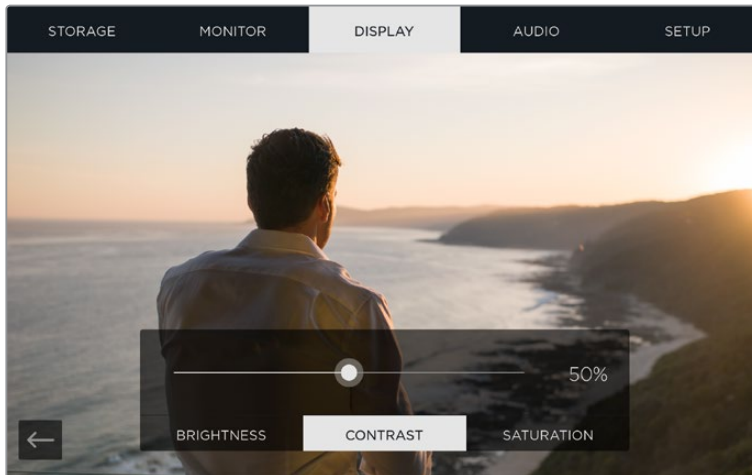 STORAGE MONITOR DISPLAY AUDIO SETUP
50%
BRIGHTNESS CONTRAST SATURATION